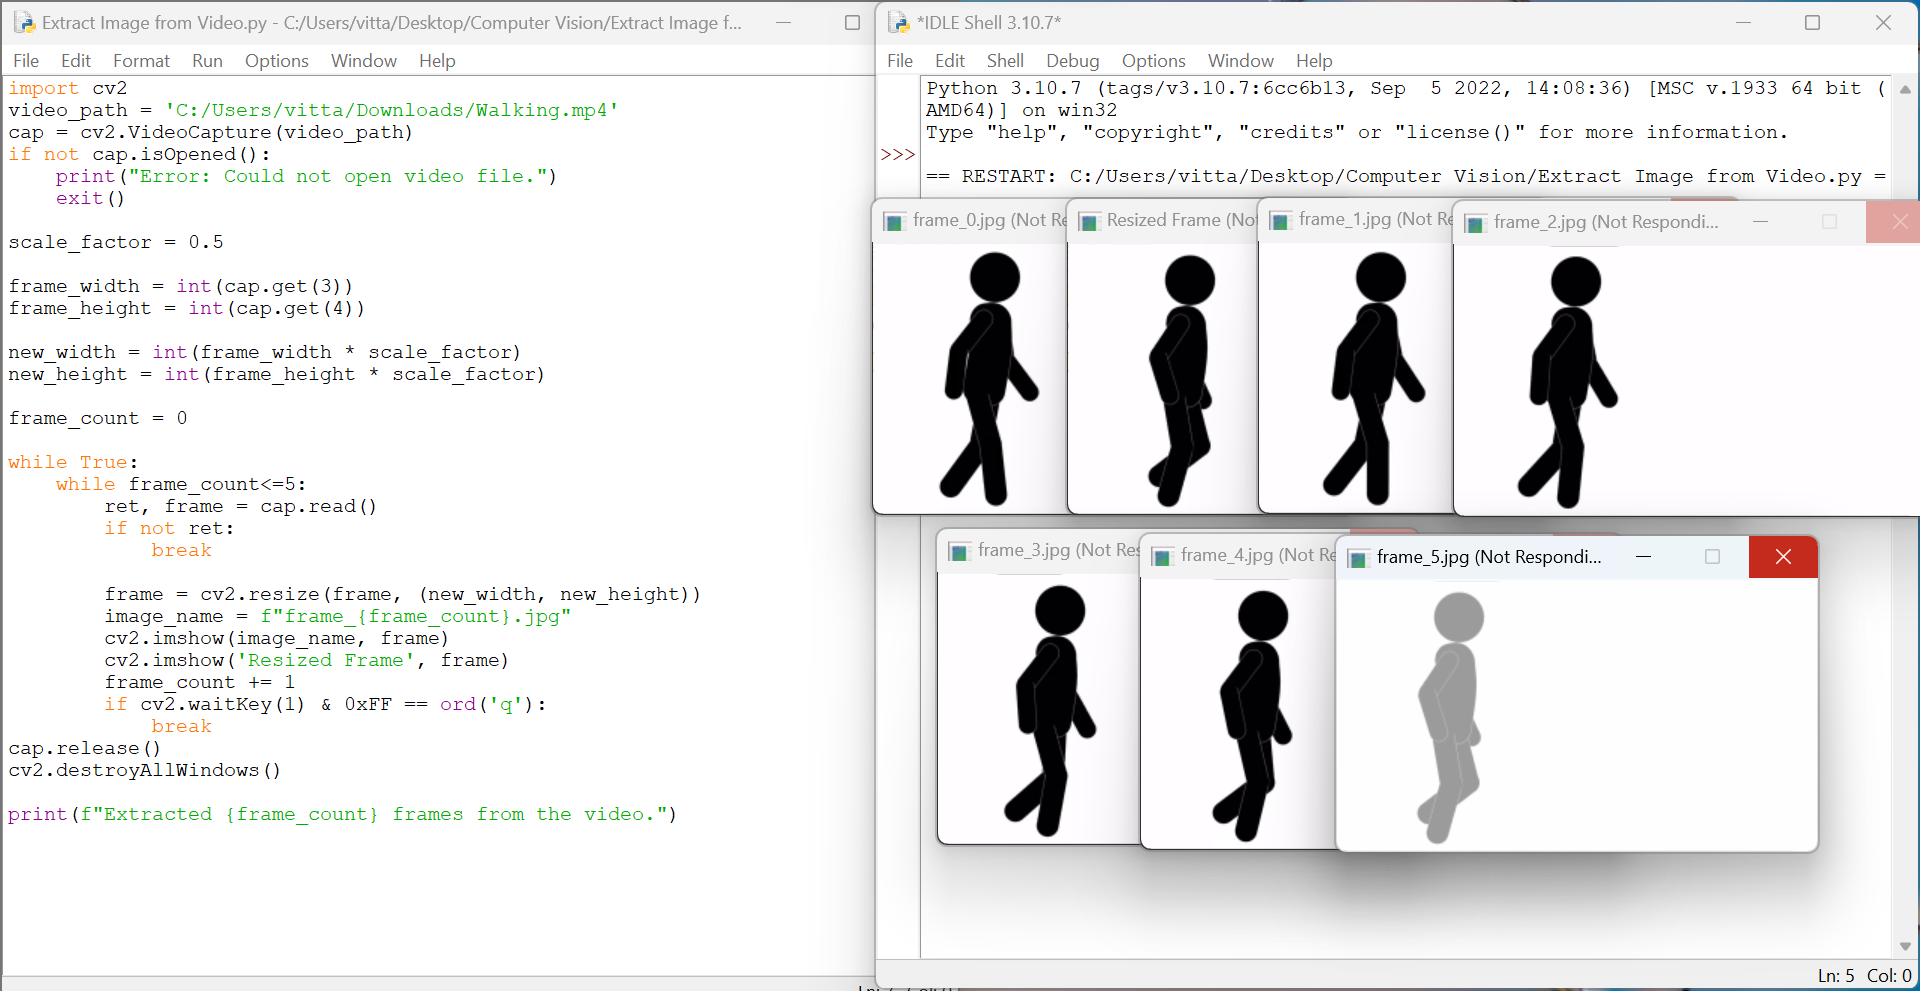 Extract Image from Video.py - C:/Users/vitta/Desktop/Computer Vision/Extract Image f...
File Edit Format Run Options Window Help
import cv2
video_path = 'C:/Users/vitta/Downloads/Walking.mp4'
cap = cv2.VideoCapture(video_path)
if not cap.isOpened():
    print("Error: Could not open video file.")
    exit()
scale_factor = 0.5
frame_width = int(cap.get(3))
frame_height = int(cap.get(4))
new_width = int(frame_width * scale_factor)
new_height = int(frame_height * scale_factor)
frame_count = 0
while True:
    while frame_count<=5:
        ret, frame = cap.read()
        if not ret:
            break
        frame = cv2.resize(frame, (new_width, new_height))
        image_name = f"frame_{frame_count}.jpg"
        cv2.imshow(image_name, frame)
        cv2.imshow('Resized Frame', frame)
        frame_count += 1
        if cv2.waitKey(1) & 0xFF == ord('q'):
            break
cap.release()
cv2.destroyAllWindows()
print(f"Extracted {frame_count} frames from the video.")
*IDLE Shell 3.10.7*
File Edit Shell Debug Options Window Help
Python 3.10.7 (tags/v3.10.7:6cc6b13, Sep  5 2022, 14:08:36) [MSC v.1933 64 bit (
AMD64)] on win32
Type "help", "copyright", "credits" or "license()" for more information.
>>>
== RESTART: C:/Users/vitta/Desktop/Computer Vision/Extract Image from Video.py =
frame_0.jpg (Not Re
Resized Frame (No
frame_1.jpg (Not Re
frame_2.jpg (Not Respondi...
frame_3.jpg (Not Res
frame_4.jpg (Not Re
frame_5.jpg (Not Respondi...
Ln: 5 Col: 0